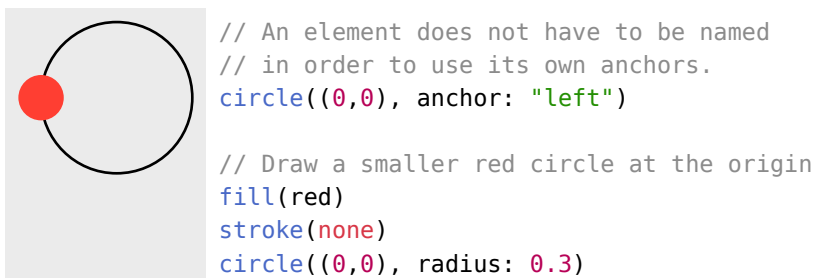 // An element does not have to be named
// in order to use its own anchors.
circle((0,0), anchor: "left")
// Draw a smaller red circle at the origin
fill(red)
stroke(none)
circle((0,0), radius: 0.3)